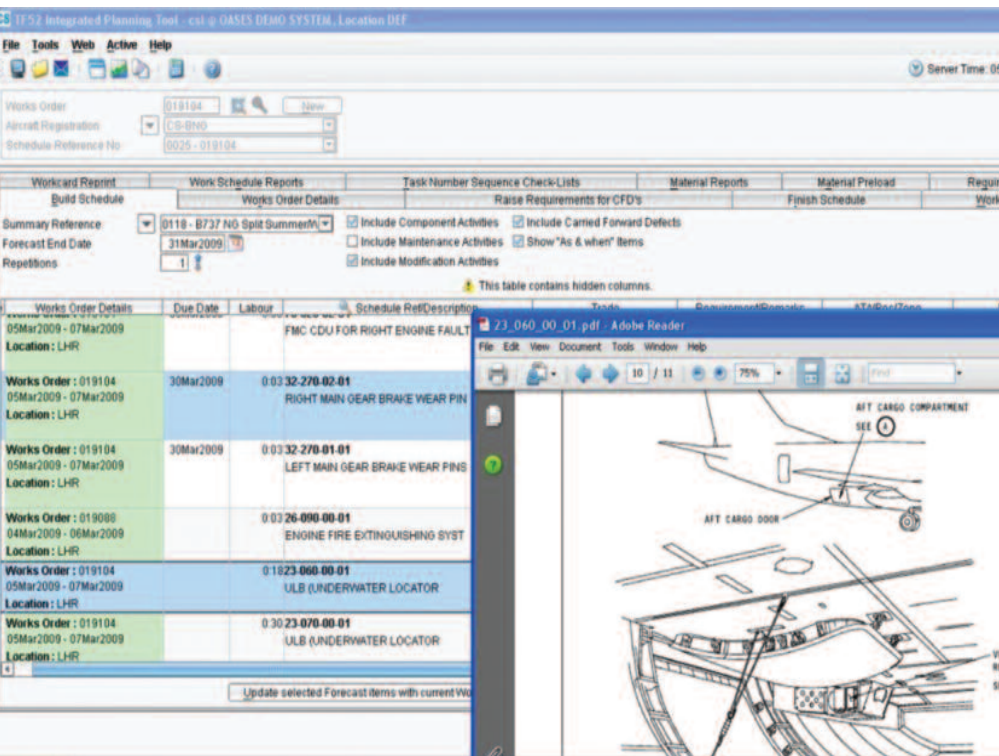 TF52 Integrated Planning Tool - csl @ OASES DEMO SYSTEM, Location DEF
File Tools Web Active Help
Server Time: 05
Works Order 019104 New
Aircraft Registration CS-BNG
Schedule Reference No 0025 - 019104
Workcard Reprint Work Schedule Reports Task Number Sequence Check-Lists Material Reports Material Preload Requi
Build Schedule Works Order Details Raise Requirements for CFD's Finish Schedule Work
Summary Reference 0118 - B737 NG Split Summer/W Include Component Activities Include Carried Forward Defects
Forecast End Date 31Mar2009 Include Maintenance Activities Show "As & when" Items
Repetitions 1 Include Modification Activities
This table contains hidden columns.
Works Order Details Due Date Labour Schedule Ref/Description Trade Requirement/Remarks ATA/Pos/Zone
05Mar2009 - 07Mar2009 FMC CDU FOR RIGHT ENGINE FAULT
Location : LHR
Works Order : 019104 30Mar2009 0:03 32-270-02-01
05Mar2009 - 07Mar2009 RIGHT MAIN GEAR BRAKE WEAR PIN
Location : LHR
Works Order : 019104 30Mar2009 0:03 32-270-01-01
05Mar2009 - 07Mar2009 LEFT MAIN GEAR BRAKE WEAR PINS
Location : LHR
Works Order : 019088 0:03 26-090-00-01
04Mar2009 - 06Mar2009 ENGINE FIRE EXTINGUISHING SYST
Location : LHR
Works Order : 019104 0:18 23-060-00-01
05Mar2009 - 07Mar2009 ULB (UNDERWATER LOCATOR
Location : LHR
Works Order : 019104 0:30 23-070-00-01
05Mar2009 - 07Mar2009 ULB (UNDERWATER LOCATOR
Location : LHR
Update selected Forecast items with current Wo
23_060_00_01.pdf - Adobe Reader
File Edit View Document Tools Window Help
10 / 11 75% Find
AFT CARGO COMPARTMENT
SEE A
AFT CARGO DOOR